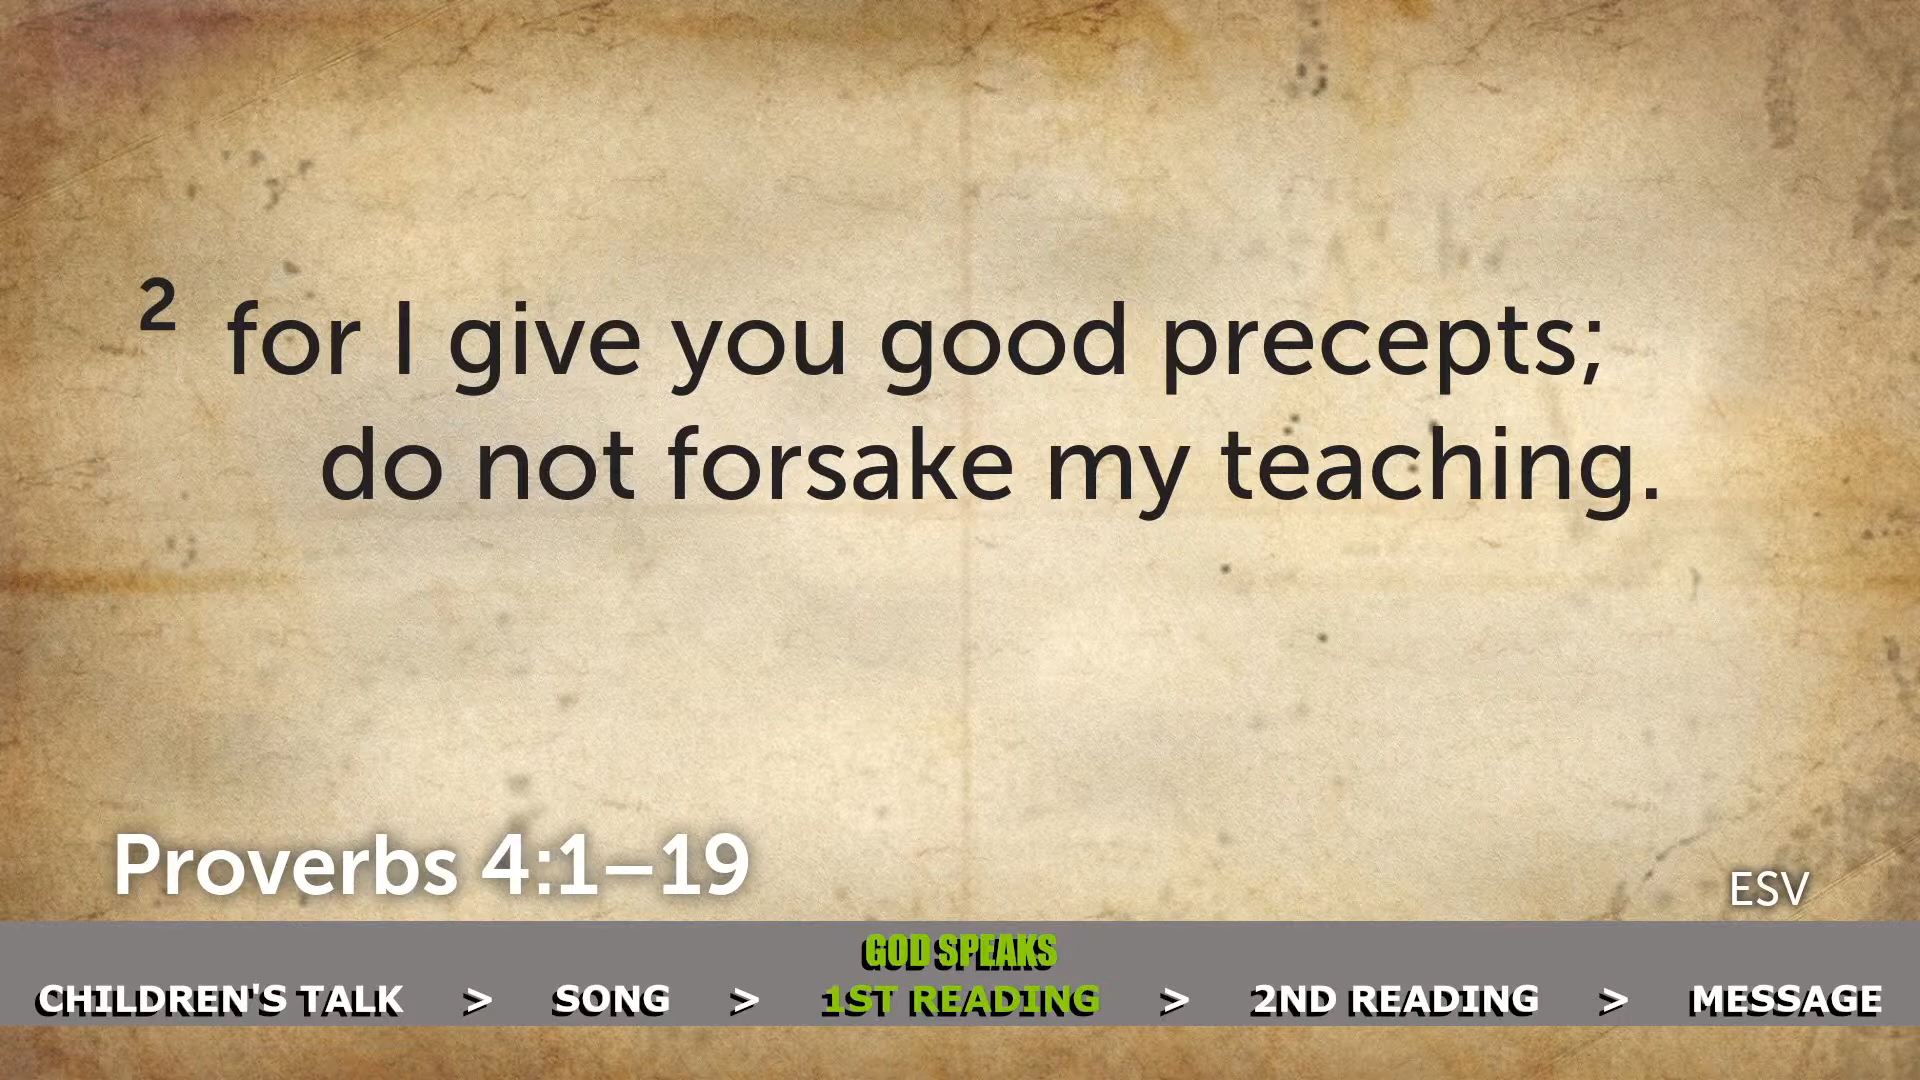 2 for I give you good precepts;
do not forsake my teaching.
Proverbs 4:1–19
ESV
GOD SPEAKS
CHILDREN'S TALK > SONG > 1ST READING > 2ND READING > MESSAGE